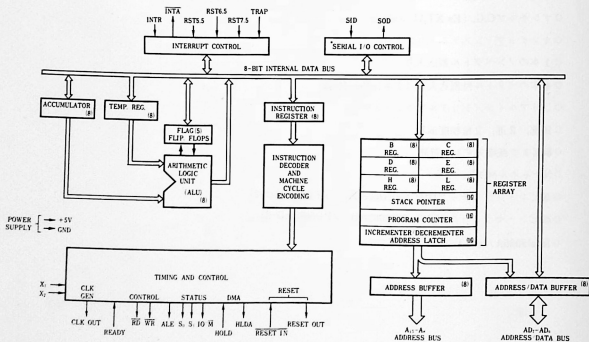 RST6.5
INTA TRAP
INTR RST5.5 RST7.5
SID SOD
INTERRUPT CONTROL
SERIAL I/O CONTROL
8-BIT INTERNAL DATA BUS
ACCUMULATOR (8)
TEMP REG. (8)
FLAG (5) FLIP FLOPS
INSTRUCTION REGISTER (8)
ARITHMETIC
LOGIC
UNIT
(ALU)
(8)
INSTRUCTION
DECODER
AND
MACHINE
CYCLE
ENCODING
B (8) C (8)
REG. REG.
D (8) E (8)
REG. REG.
H (8) L (8)
REG. REG.
STACK POINTER (16)
PROGRAM COUNTER (16)
INCREMENTER DECREMENTER
ADDRESS LATCH (16)
REGISTER
ARRAY
POWER
SUPPLY
+5V
GND
TIMING AND CONTROL
X₁
X₂
CLK
GEN
CONTROL STATUS DMA RESET
CLK OUT
READY
RD WR ALE S₀ S₁ IO/M
HOLD
HLDA
RESET IN
RESET OUT
ADDRESS BUFFER (8)
ADDRESS/DATA BUFFER (8)
A₁₅-A₈
ADDRESS BUS
AD₇-AD₀
ADDRESS DATA BUS